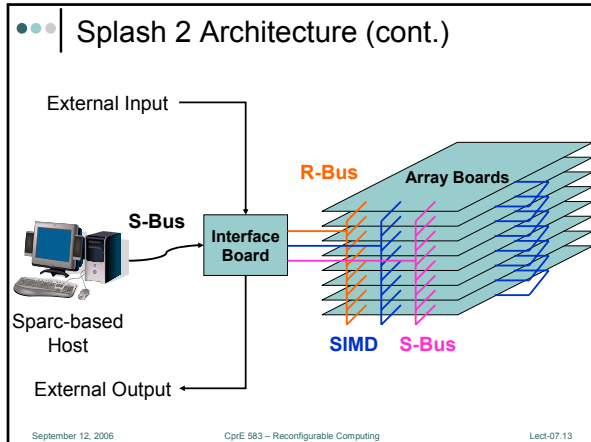 Splash 2 Architecture (cont.)
External Input
R-Bus
Array Boards
S-Bus
Interface
Board
Sparc-based
Host
SIMD
S-Bus
External Output
September 12, 2006
CprE 583 – Reconfigurable Computing
Lect-07.13